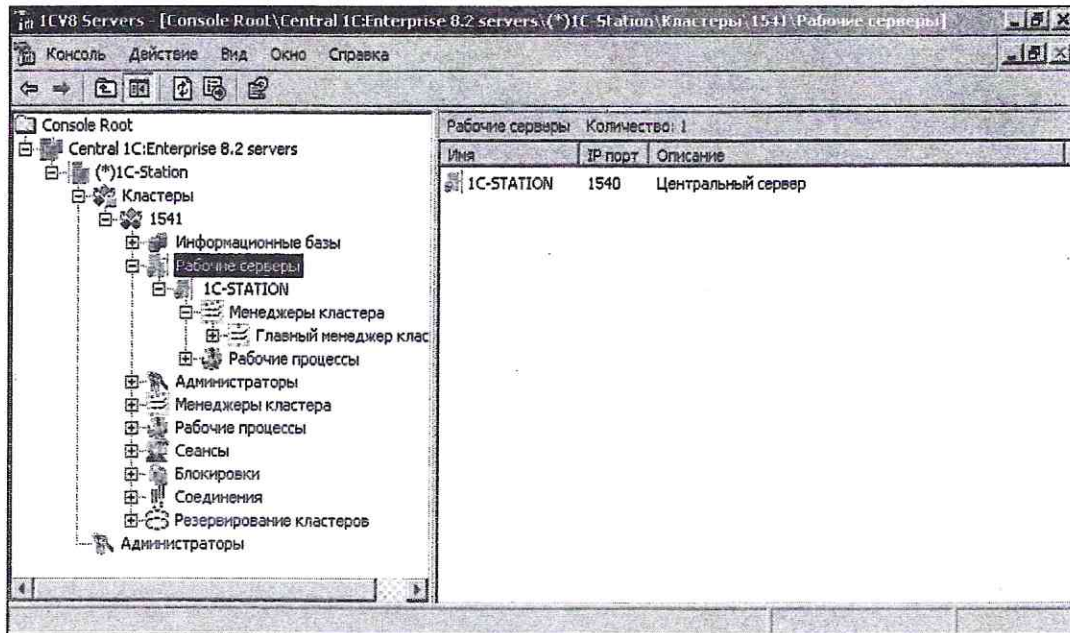 1CV8 Servers - [Console Root\Central 1C:Enterprise 8.2 servers\(*)1C-Station\Кластеры\1541\Рабочие серверы]
Консоль Действие Вид Окно Справка
Console Root
Central 1C:Enterprise 8.2 servers
(*)1C-Station
Кластеры
1541
Информационные базы
Рабочие серверы
1C-STATION
Менеджеры кластера
Главный менеджер клас
Рабочие процессы
Администраторы
Менеджеры кластера
Рабочие процессы
Сеансы
Блокировки
Соединения
Резервирование кластеров
Администраторы
Рабочие серверы Количество: 1
Имя IP порт Описание
1C-STATION 1540 Центральный сервер